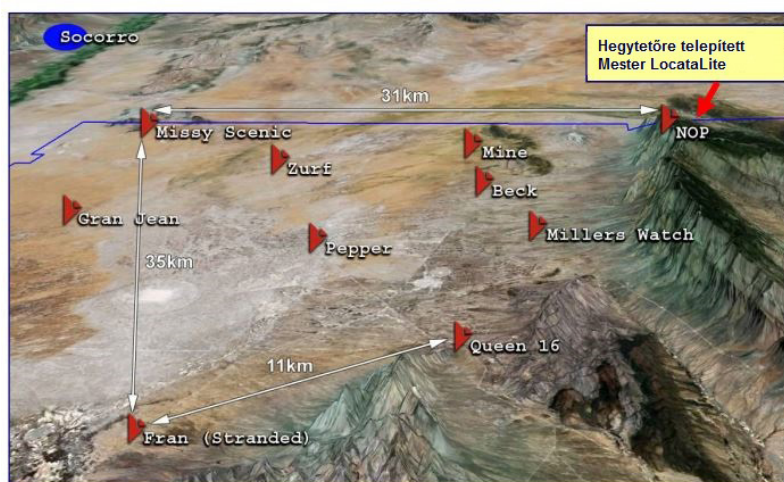 Socorro
Hegytetőre telepített
Mester LocataLite
31km
Missy Scenic
NOP
Mine
Zurf
Beck
Gran Jean
Millers Watch
Pepper
35km
Queen 16
11km
Fran (Stranded)